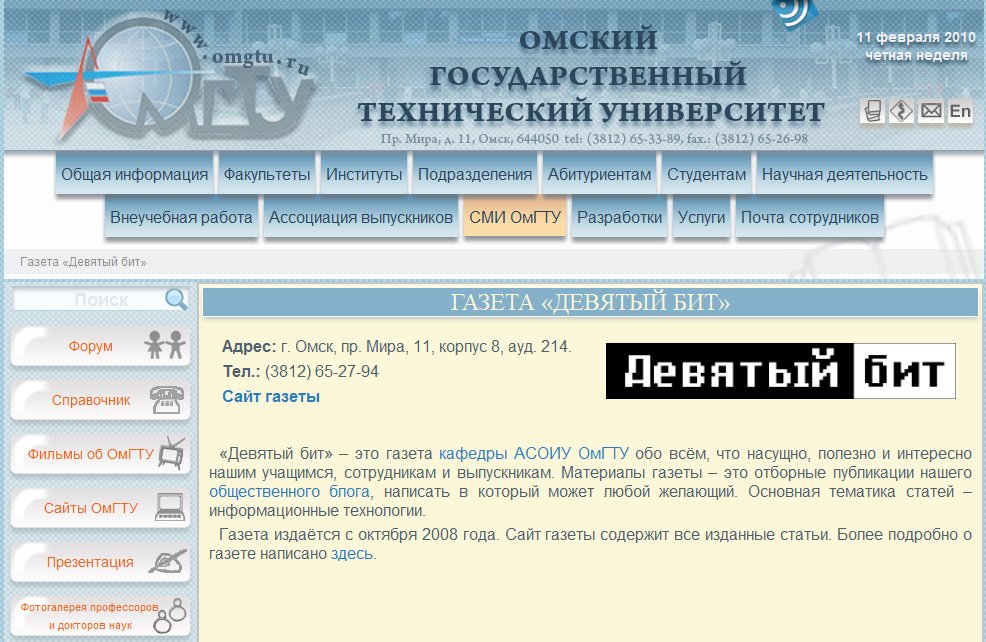 www.omgtu.ru
ОмГТУ
ОМСКИЙ
ГОСУДАРСТВЕННЫЙ
ТЕХНИЧЕСКИЙ УНИВЕРСИТЕТ
Пр. Мира, д. 11, Омск, 644050 tel: (3812) 65-33-89, fax.: (3812) 65-26-98
11 февраля 2010
четная неделя
En
Общая информация Факультеты Институты Подразделения Абитуриентам Студентам Научная деятельность
Внеучебная работа Ассоциация выпускников СМИ ОмГТУ Разработки Услуги Почта сотрудников
Газета «Девятый бит»
Поиск
Форум
Справочник
Фильмы об ОмГТУ
Сайты ОмГТУ
Презентация
Фотогалерея профессоров
и докторов наук
ГАЗЕТА «ДЕВЯТЫЙ БИТ»
Адрес: г. Омск, пр. Мира, 11, корпус 8, ауд. 214.
Тел.: (3812) 65-27-94
Сайт газеты
Девятый бит
«Девятый бит» – это газета кафедры АСОИУ ОмГТУ обо всём, что насущно, полезно и интересно
нашим учащимся, сотрудникам и выпускникам. Материалы газеты – это отборные публикации нашего
общественного блога, написать в который может любой желающий. Основная тематика статей –
информационные технологии.
Газета издаётся с октября 2008 года. Сайт газеты содержит все изданные статьи. Более подробно о
газете написано здесь.